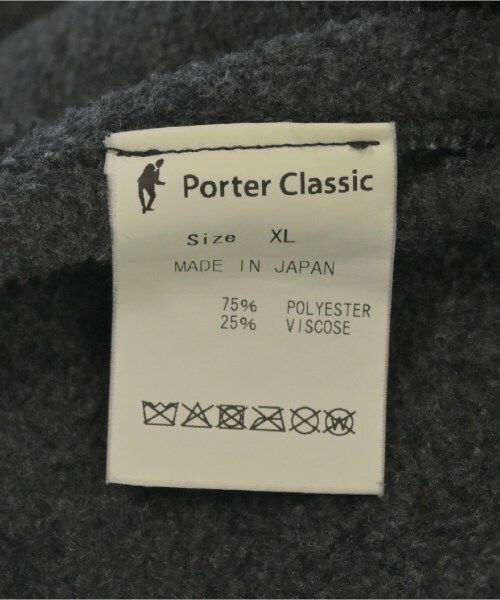 Porter Classic
Size XL
MADE IN JAPAN
75% POLYESTER
25% VISCOSE
W